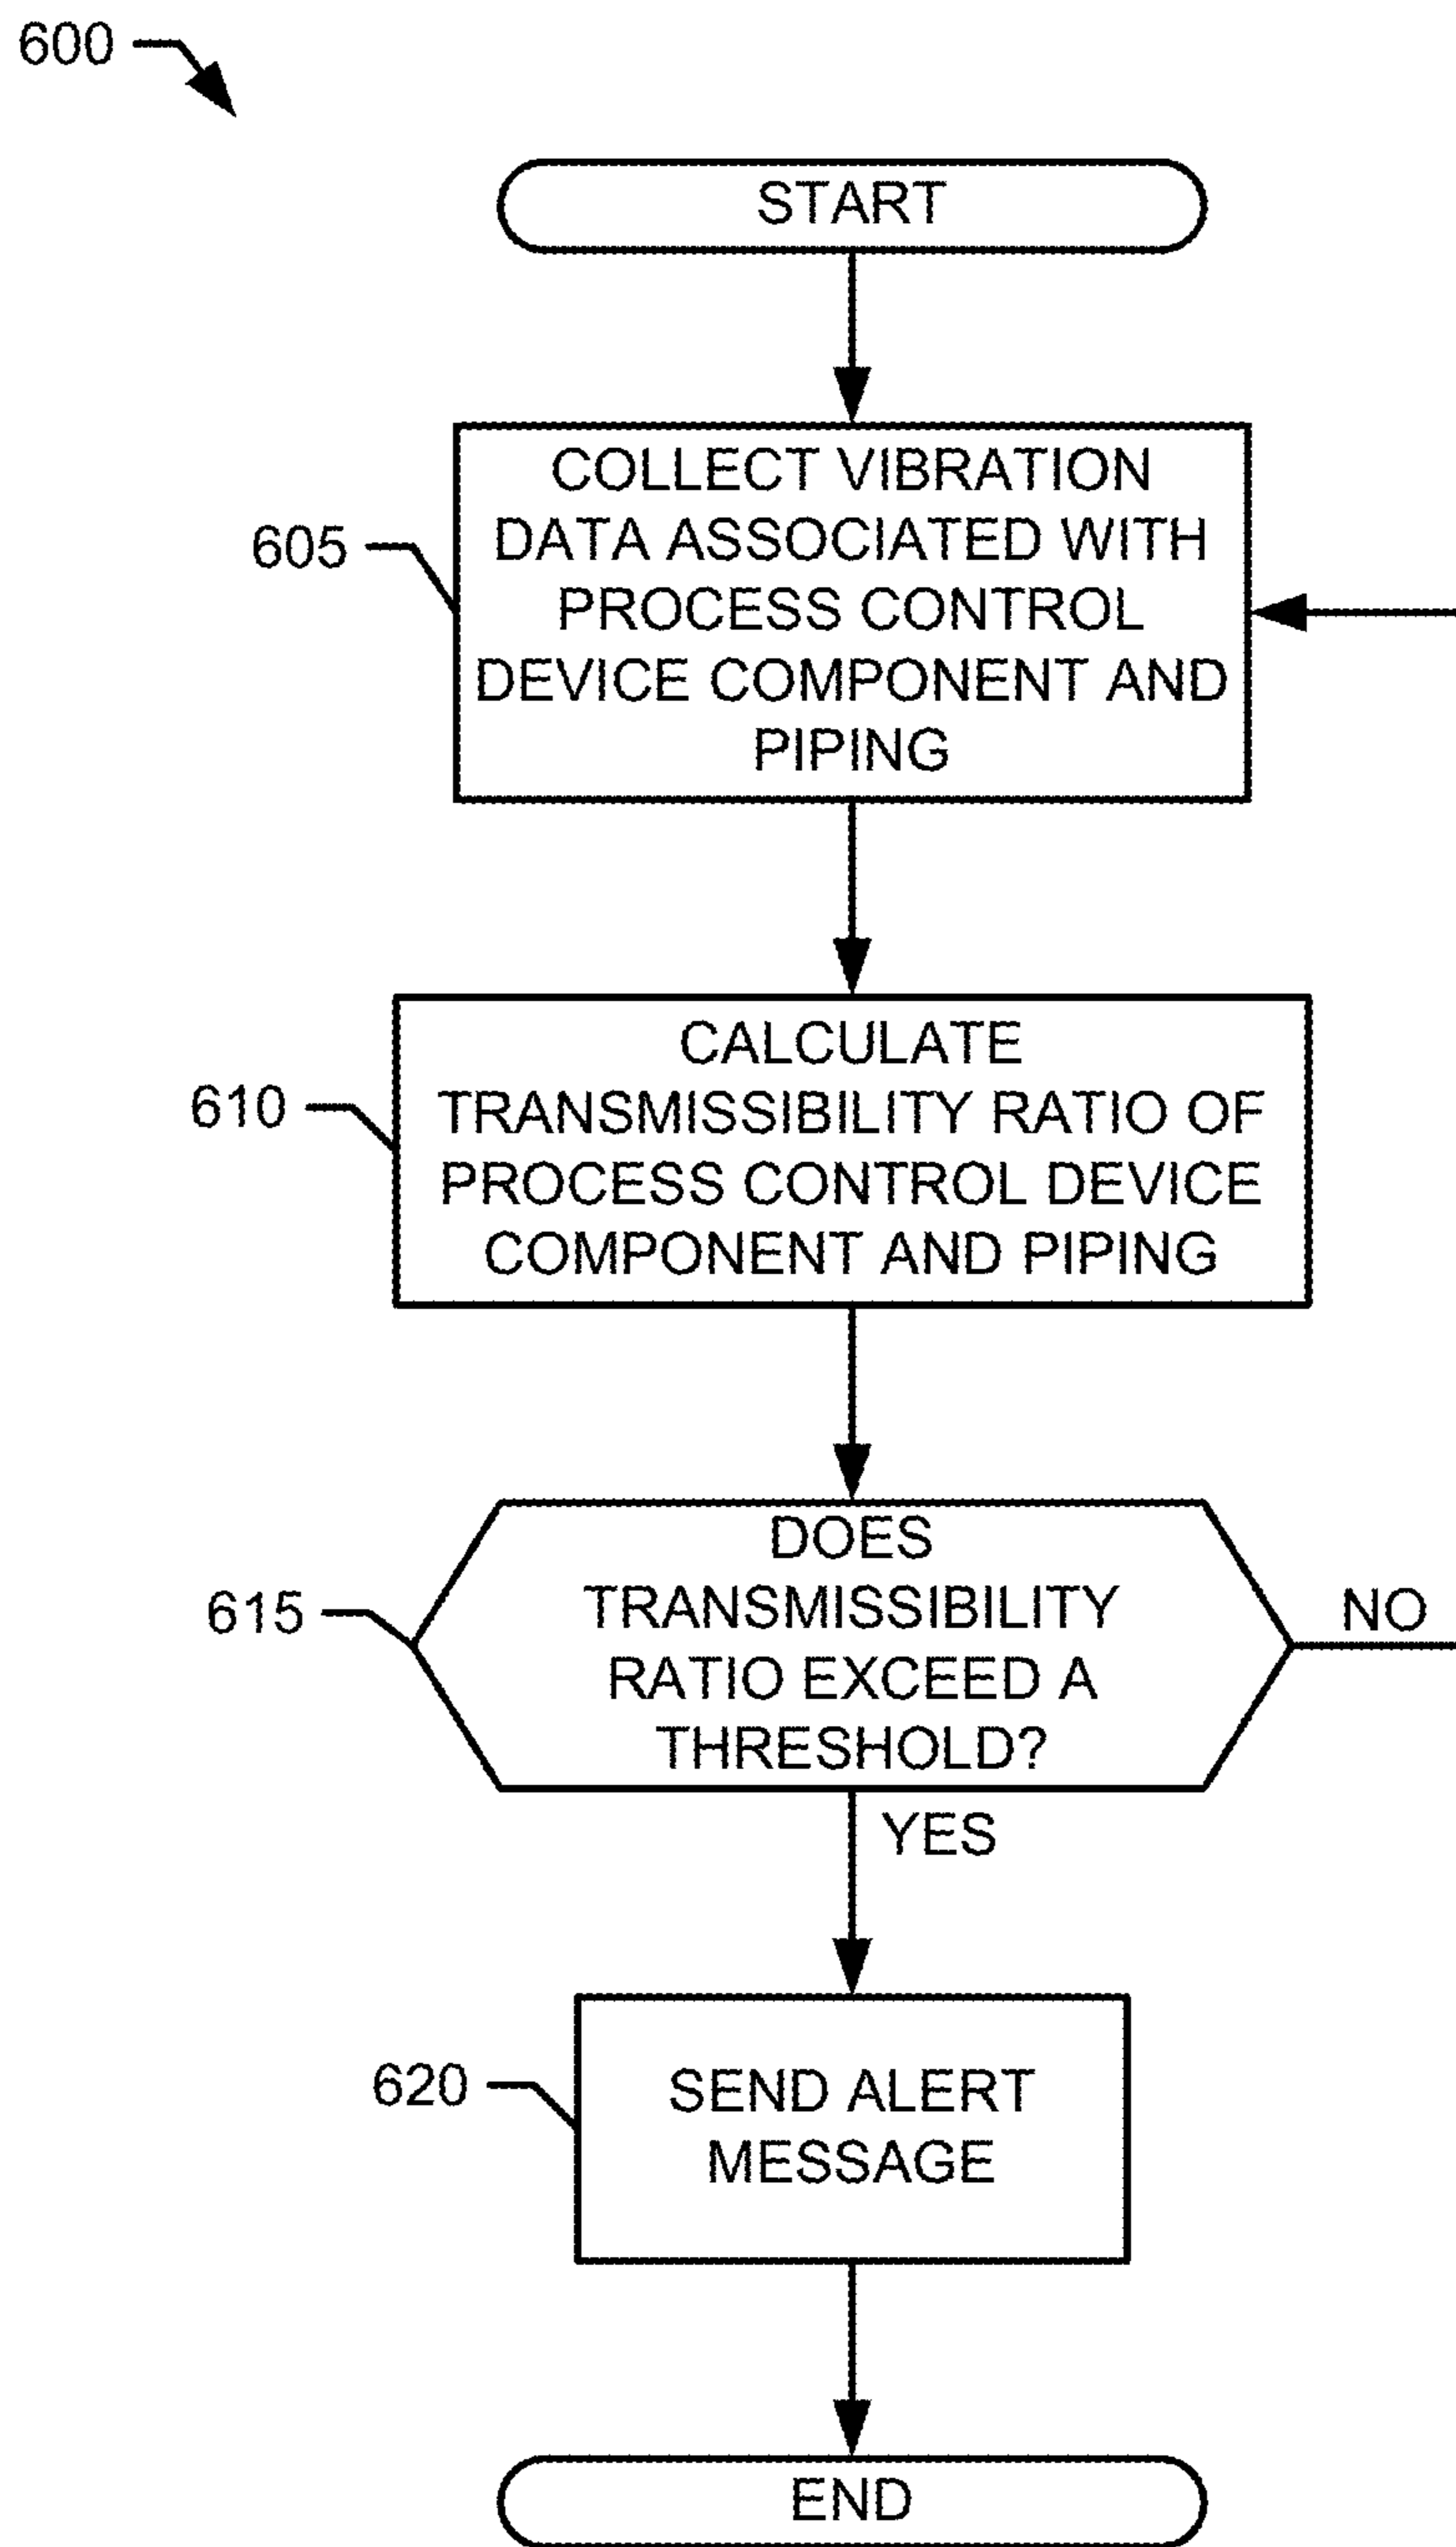 600
START
COLLECT VIBRATION
DATA ASSOCIATED WITH
PROCESS CONTROL
DEVICE COMPONENT AND
PIPING
605
CALCULATE
TRANSMISSIBILITY RATIO OF
PROCESS CONTROL DEVICE
COMPONENT AND PIPING
610
DOES
TRANSMISSIBILITY
RATIO EXCEED A
THRESHOLD?
615
NO
YES
SEND ALERT
MESSAGE
620
END